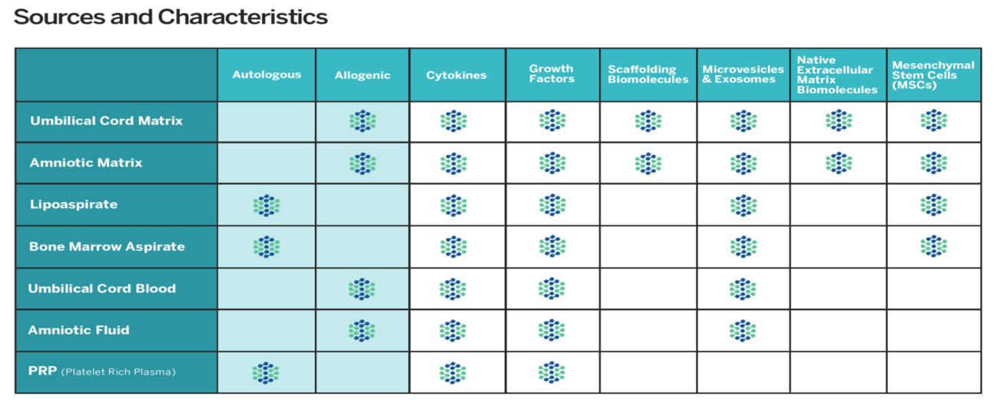 Sources and Characteristics
Autologous
Allogenic
Cytokines
Growth
Factors
Scaffolding
Biomolecules
Microvesicles
& Exosomes
Native
Extracellular
Matrix
Biomolecules
Mesenchymal
Stem Cells
(MSCs)
Umbilical Cord Matrix
Amniotic Matrix
Lipoaspirate
Bone Marrow Aspirate
Umbilical Cord Blood
Amniotic Fluid
PRP (Platelet Rich Plasma)